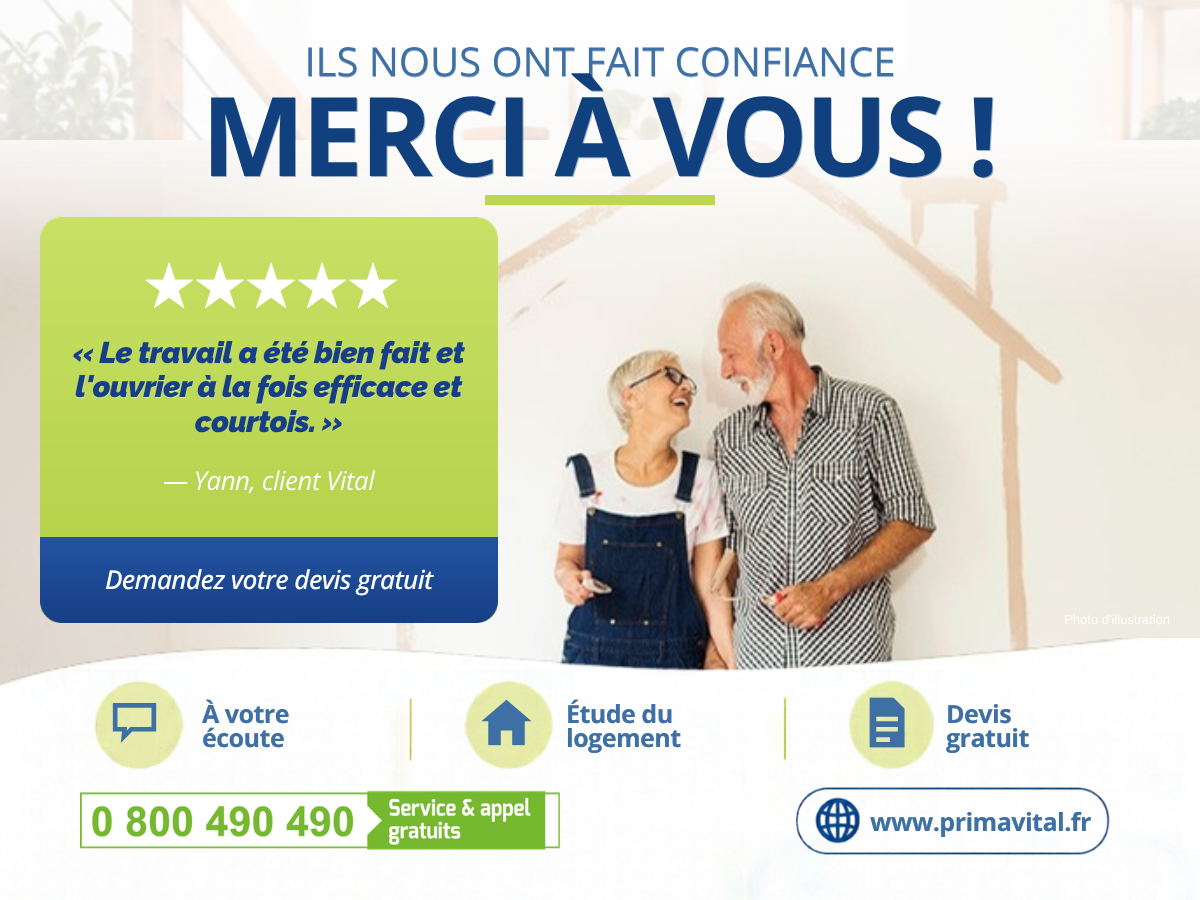 ILS NOUS ONT FAIT CONFIANCE
MERCI À VOUS !
« Le travail a été bien fait et
l'ouvrier à la fois efficace et
courtois. »
— Yann, client Vital
Demandez votre devis gratuit
Photo d'illustration
À votre
écoute
Étude du
logement
Devis
gratuit
0 800 490 490
Service & appel
gratuits
www.primavital.fr